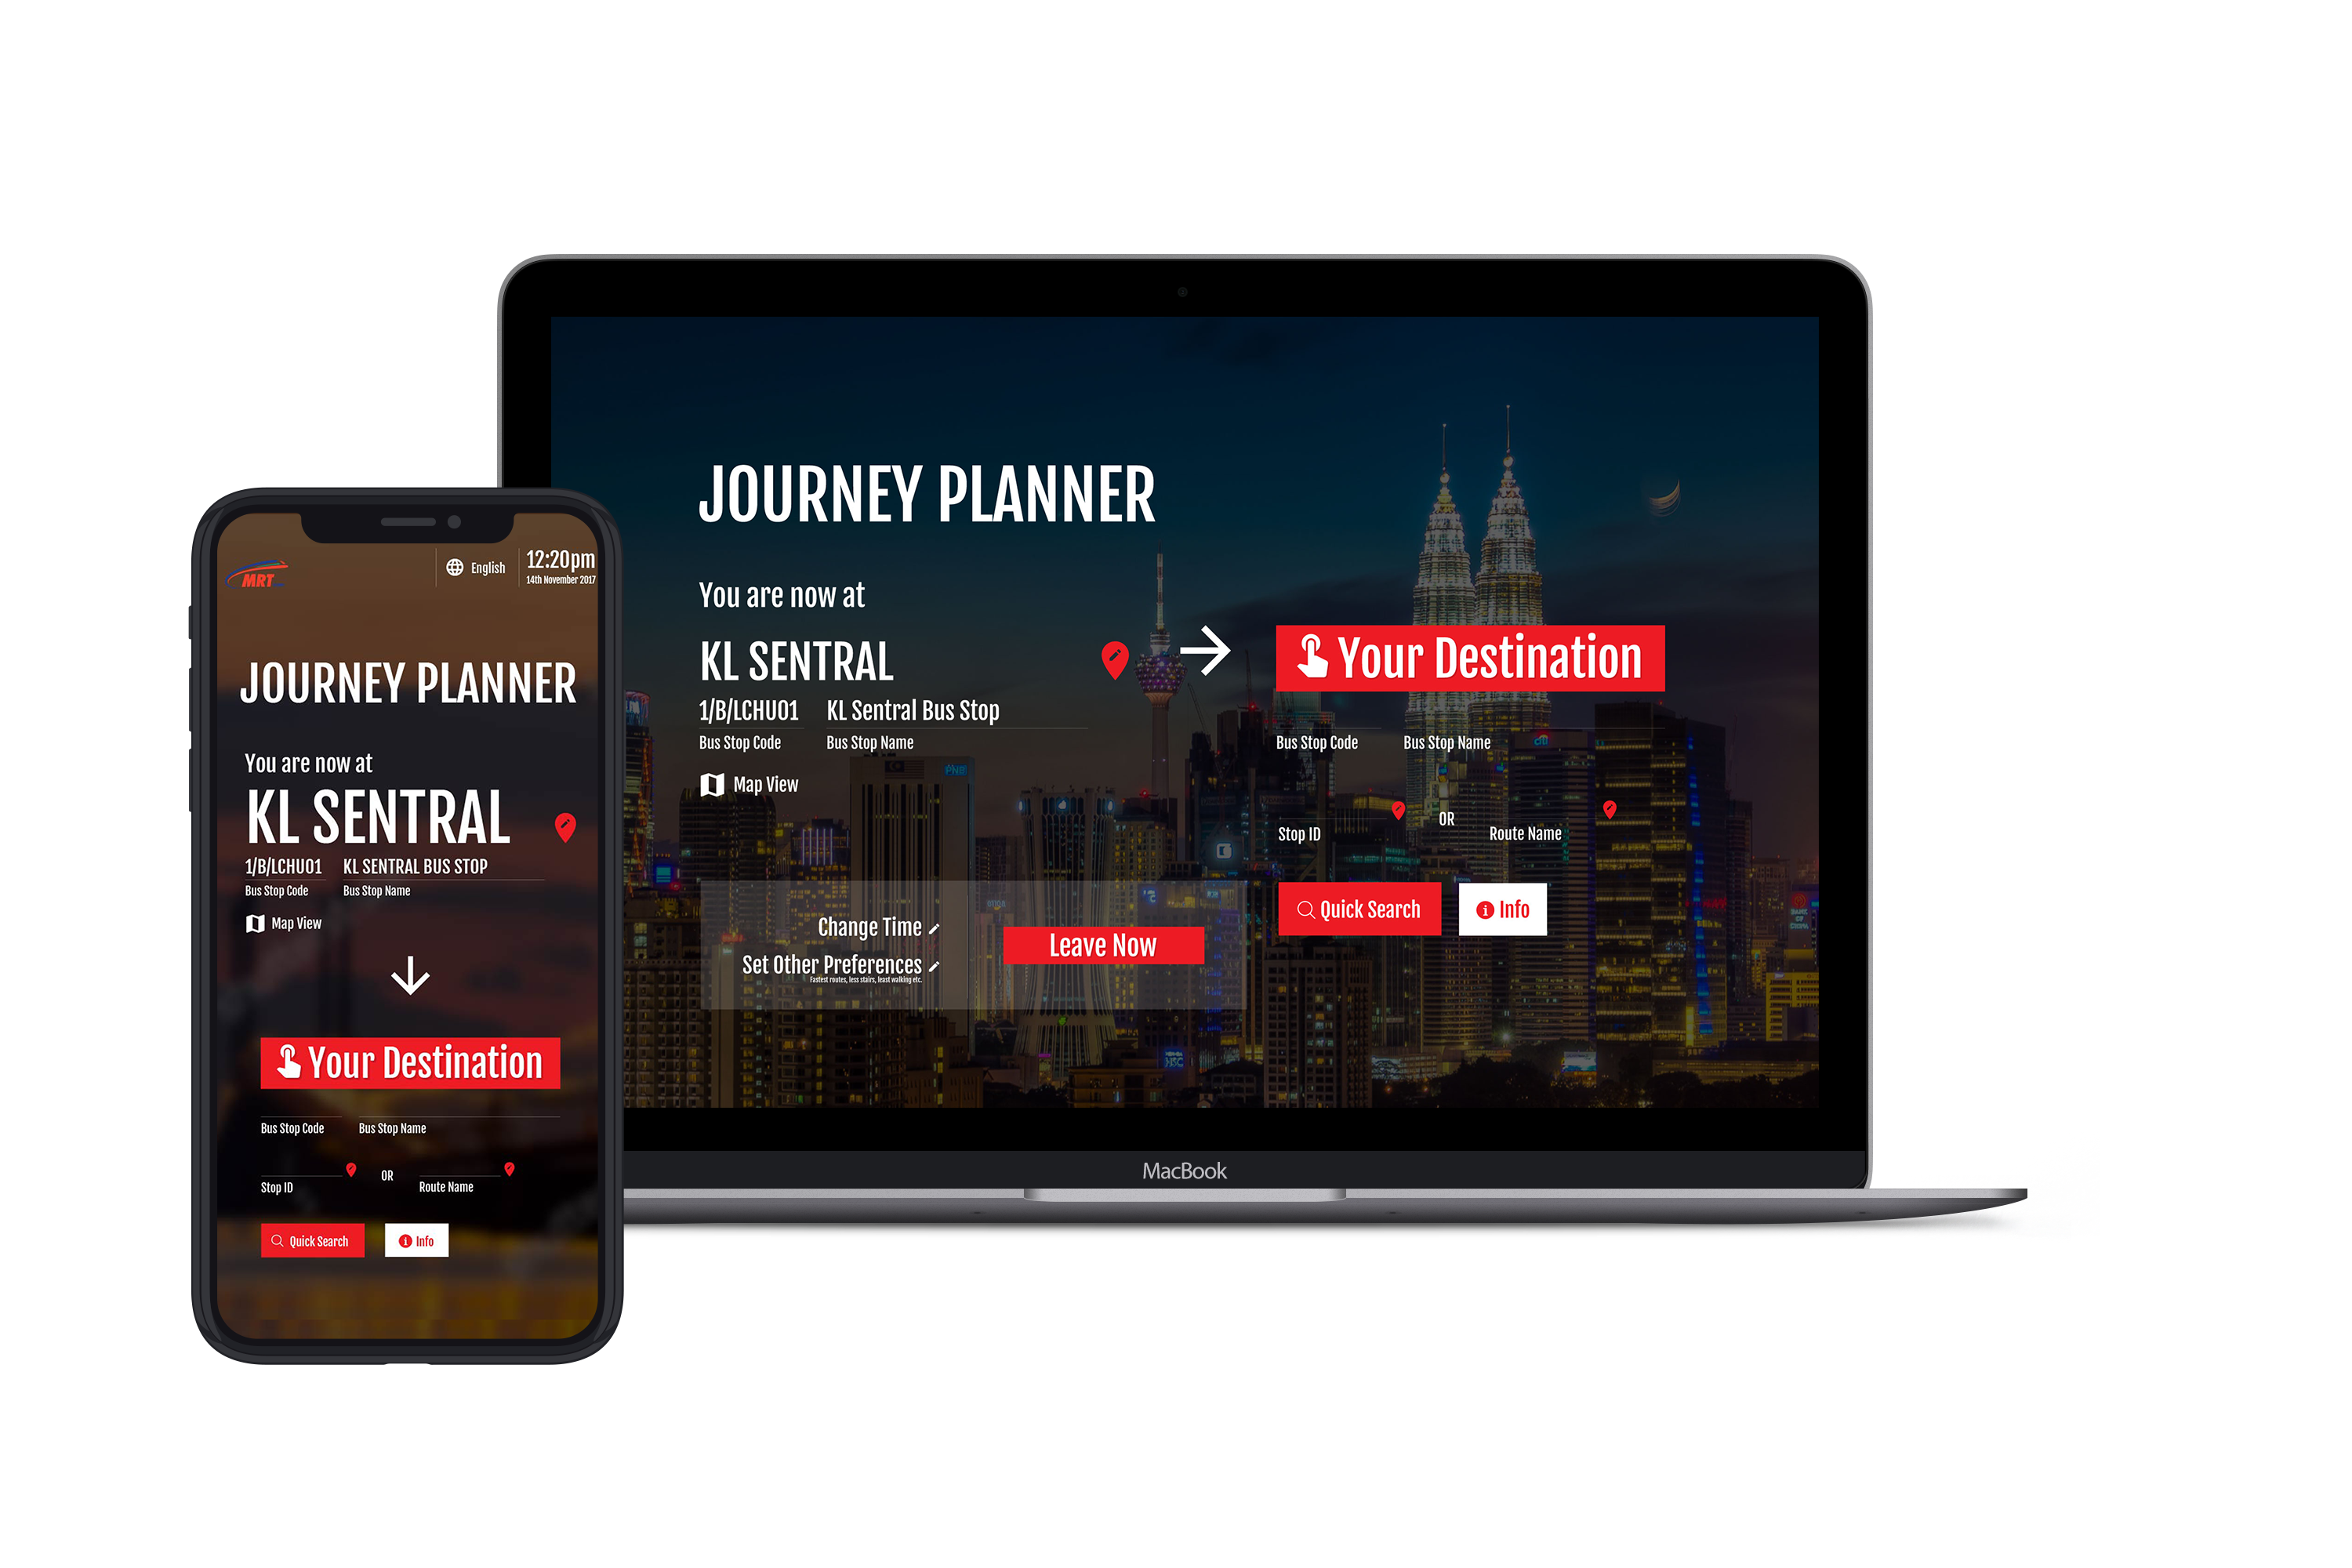 MRT
English
12:20pm
14th November 2017
JOURNEY PLANNER
You are now at
KL SENTRAL
1/B/LCHU01 KL SENTRAL BUS STOP
Bus Stop Code Bus Stop Name
Map View
Your Destination
Bus Stop Code Bus Stop Name
OR
Stop ID Route Name
Quick Search Info
JOURNEY PLANNER
You are now at
KL SENTRAL
1/B/LCHU01 KL Sentral Bus Stop
Bus Stop Code Bus Stop Name
Map View
Change Time
Set Other Preferences
Fastest routes, less stairs, least walking etc.
Leave Now
Your Destination
Bus Stop Code Bus Stop Name
OR
Stop ID Route Name
Quick Search Info
PNB
citi
MacBook